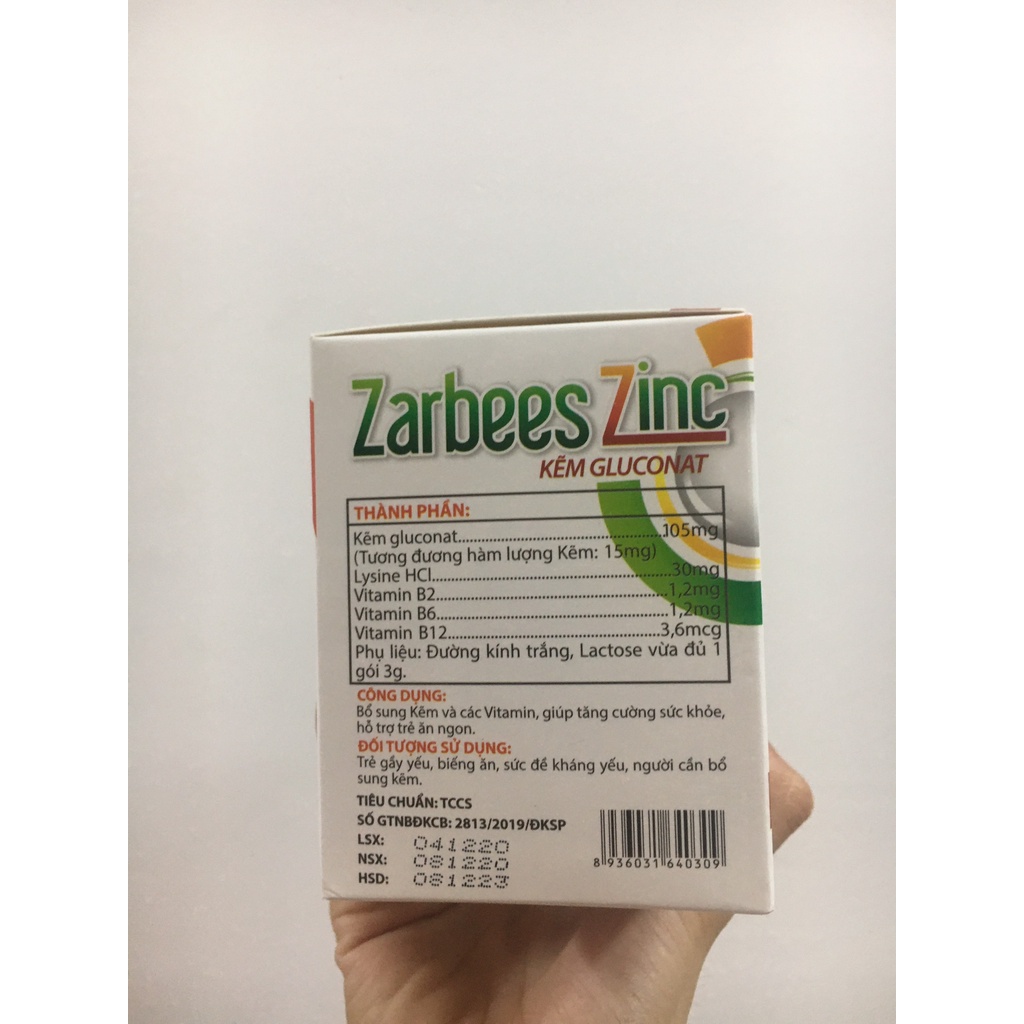 Zarbees Zinc
KẼM GLUCONAT
THÀNH PHẦN:
Kẽm gluconat..........................................105mg
(Tương đương hàm lượng Kẽm: 15mg)
Lysine HCl.................................................30mg
Vitamin B2...............................................1,2mg
Vitamin B6...............................................1,2mg
Vitamin B12...........................................3,6mcg
Phụ liệu: Đường kính trắng, Lactose vừa đủ 1
gói 3g.
CÔNG DỤNG:
Bổ sung Kẽm và các Vitamin, giúp tăng cường sức khỏe,
hỗ trợ trẻ ăn ngon.
ĐỐI TƯỢNG SỬ DỤNG:
Trẻ gầy yếu, biếng ăn, sức đề kháng yếu, người cần bổ
sung kẽm.
TIÊU CHUẨN: TCCS
SỐ GTNBĐKCB: 2813/2019/ĐKSP
LSX: 041220
NSX: 081220
HSD: 081223
8 936031 640309